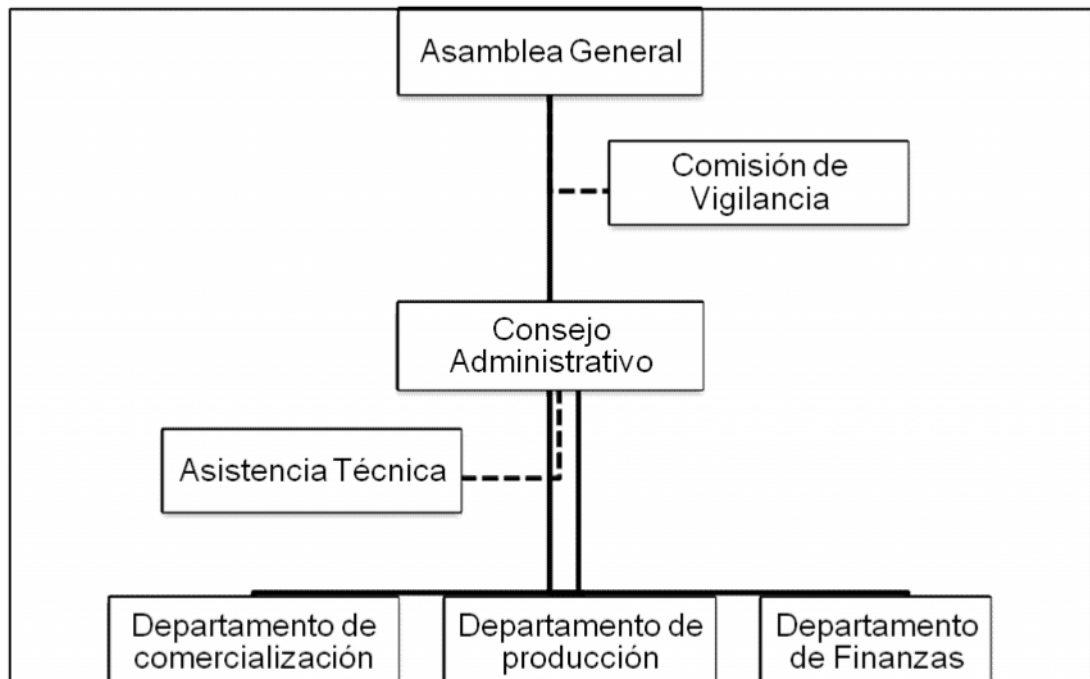 Asamblea General
Comisión de
Vigilancia
Consejo
Administrativo
Asistencia Técnica
Departamento de
comercialización
Departamento de
producción
Departamento
de Finanzas